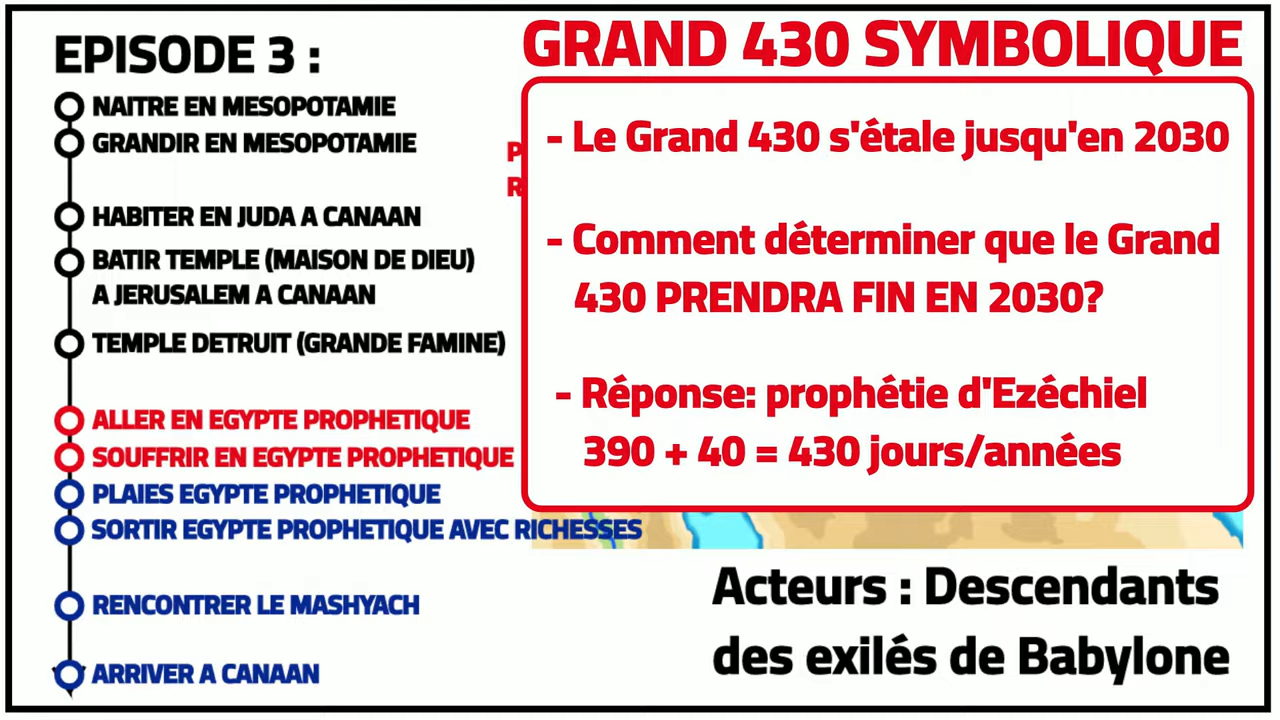 EPISODE 3 :
NAITRE EN MESOPOTAMIE
GRANDIR EN MESOPOTAMIE
HABITER EN JUDA A CANAAN
BATIR TEMPLE (MAISON DE DIEU)
A JERUSALEM A CANAAN
TEMPLE DETRUIT (GRANDE FAMINE)
ALLER EN EGYPTE PROPHETIQUE
SOUFFRIR EN EGYPTE PROPHETIQUE
PLAIES EGYPTE PROPHETIQUE
SORTIR EGYPTE PROPHETIQUE AVEC RICHESSES
RENCONTRER LE MASHYACH
ARRIVER A CANAAN
P
R
GRAND 430 SYMBOLIQUE
- Le Grand 430 s'étale jusqu'en 2030
- Comment déterminer que le Grand
430 PRENDRA FIN EN 2030?
- Réponse: prophétie d'Ezéchiel
390 + 40 = 430 jours/années
Acteurs : Descendants
des exilés de Babylone